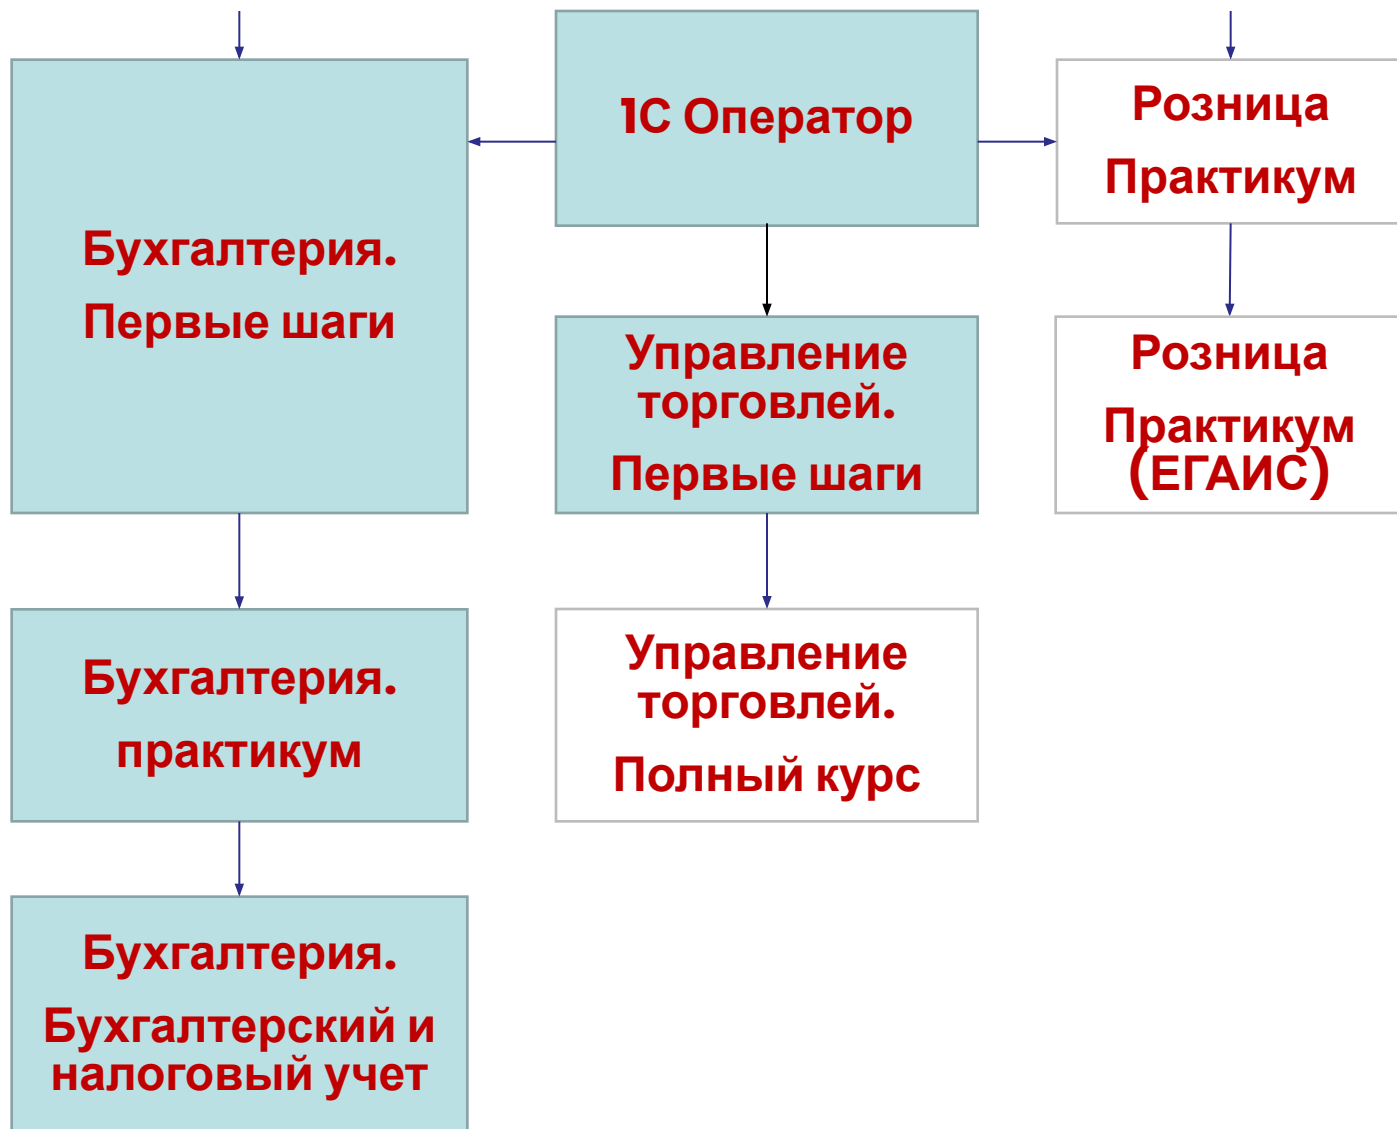 1С Оператор
Розница
Практикум
Бухгалтерия.
Первые шаги
Управление
торговлей.
Первые шаги
Розница
Практикум
(ЕГАИС)
Бухгалтерия.
практикум
Управление
торговлей.
Полный курс
Бухгалтерия.
Бухгалтерский и
налоговый учет